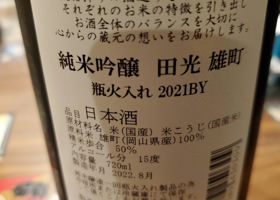 それぞれのお米の特徴を引き出し
お酒全体のバランスを大切に
心からの蔵元の想いをお届けします。
純米吟醸 田光 雄町
瓶火入れ 2021BY
品目 日本酒
原材料名 米(国産) 米こうじ(国産米)
原料米 雄町(岡山県産)100%
精米歩合 50%
アルコール分 15度
720ml
2022.8月